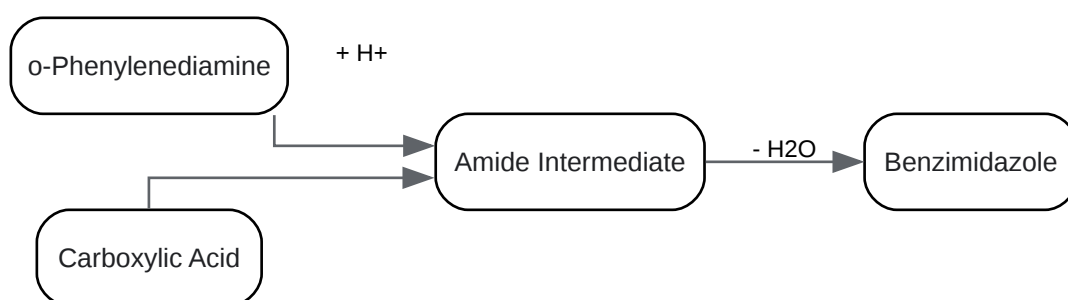 o-Phenylenediamine
+ H+
Amide Intermediate
- H2O
Benzimidazole
Carboxylic Acid